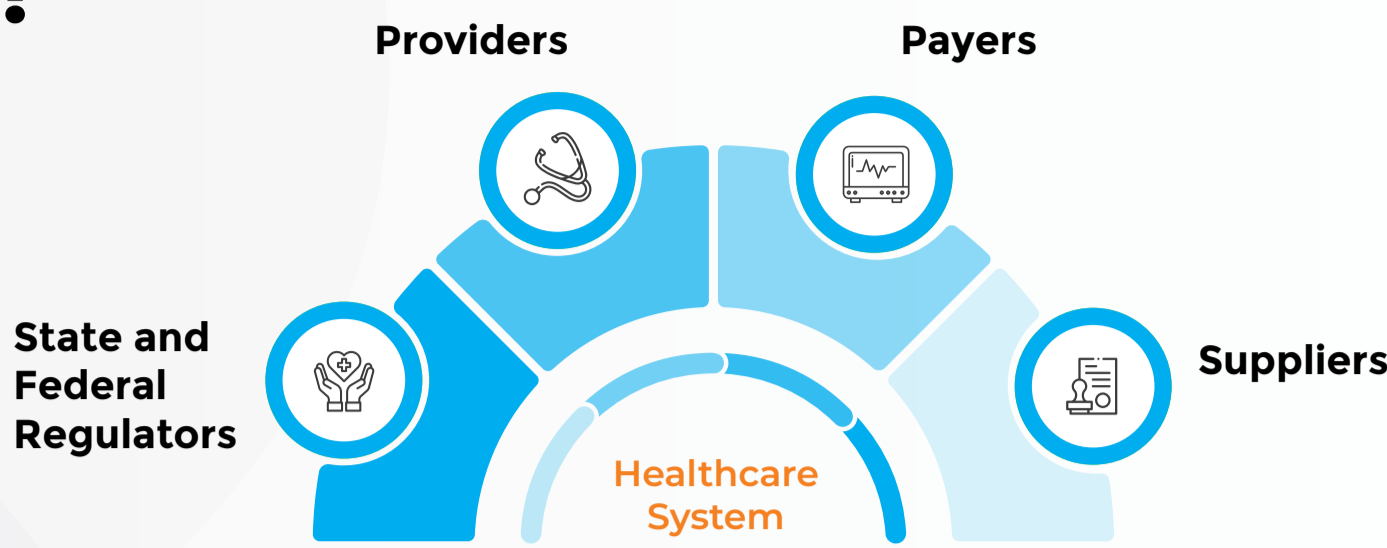 Providers
Payers
State and
Federal
Regulators
Suppliers
Healthcare
System